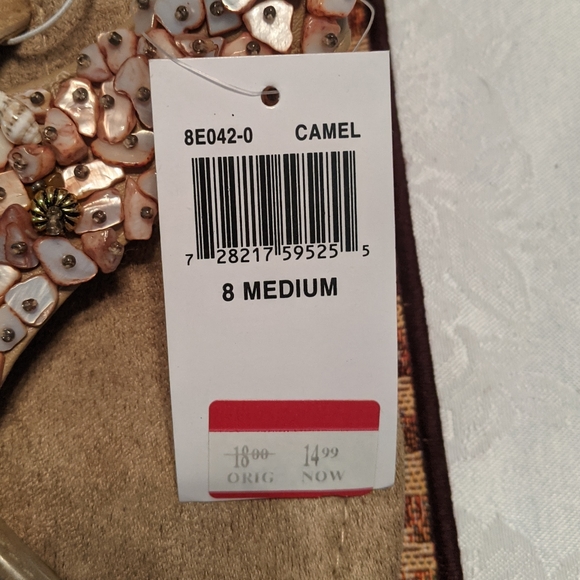 8E042-0 CAMEL
7 28217 59525 5
8 MEDIUM
18 00 14 99
ORIG NOW